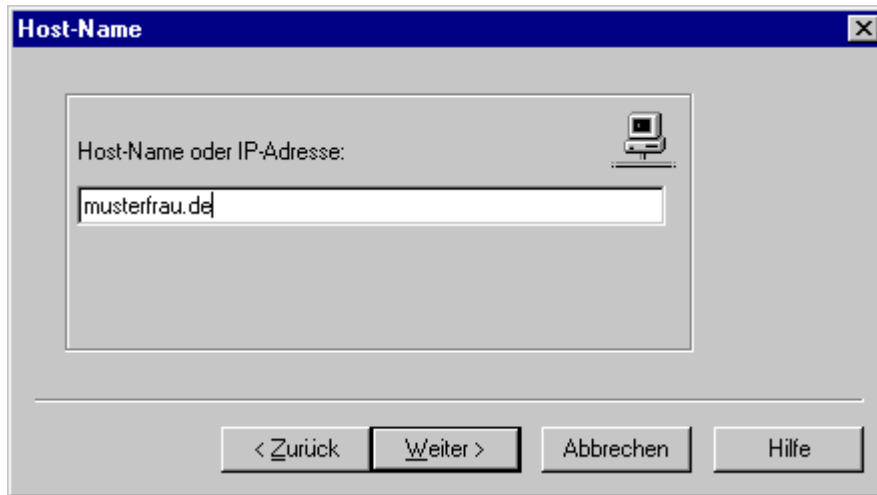 Host-Name
Host-Name oder IP-Adresse:
musterfrau.de
< Zurück Weiter > Abbrechen Hilfe